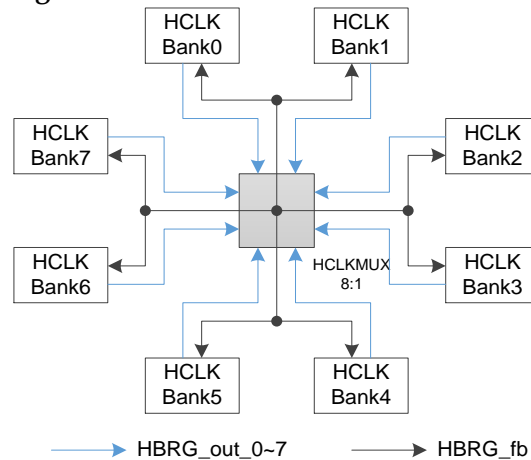 HCLK
Bank0
HCLK
Bank1
HCLK
Bank7
HCLK
Bank2
HCLK
Bank6
HCLKMUX
8:1
HCLK
Bank3
HCLK
Bank5
HCLK
Bank4
HBRG_out_0~7
HBRG_fb